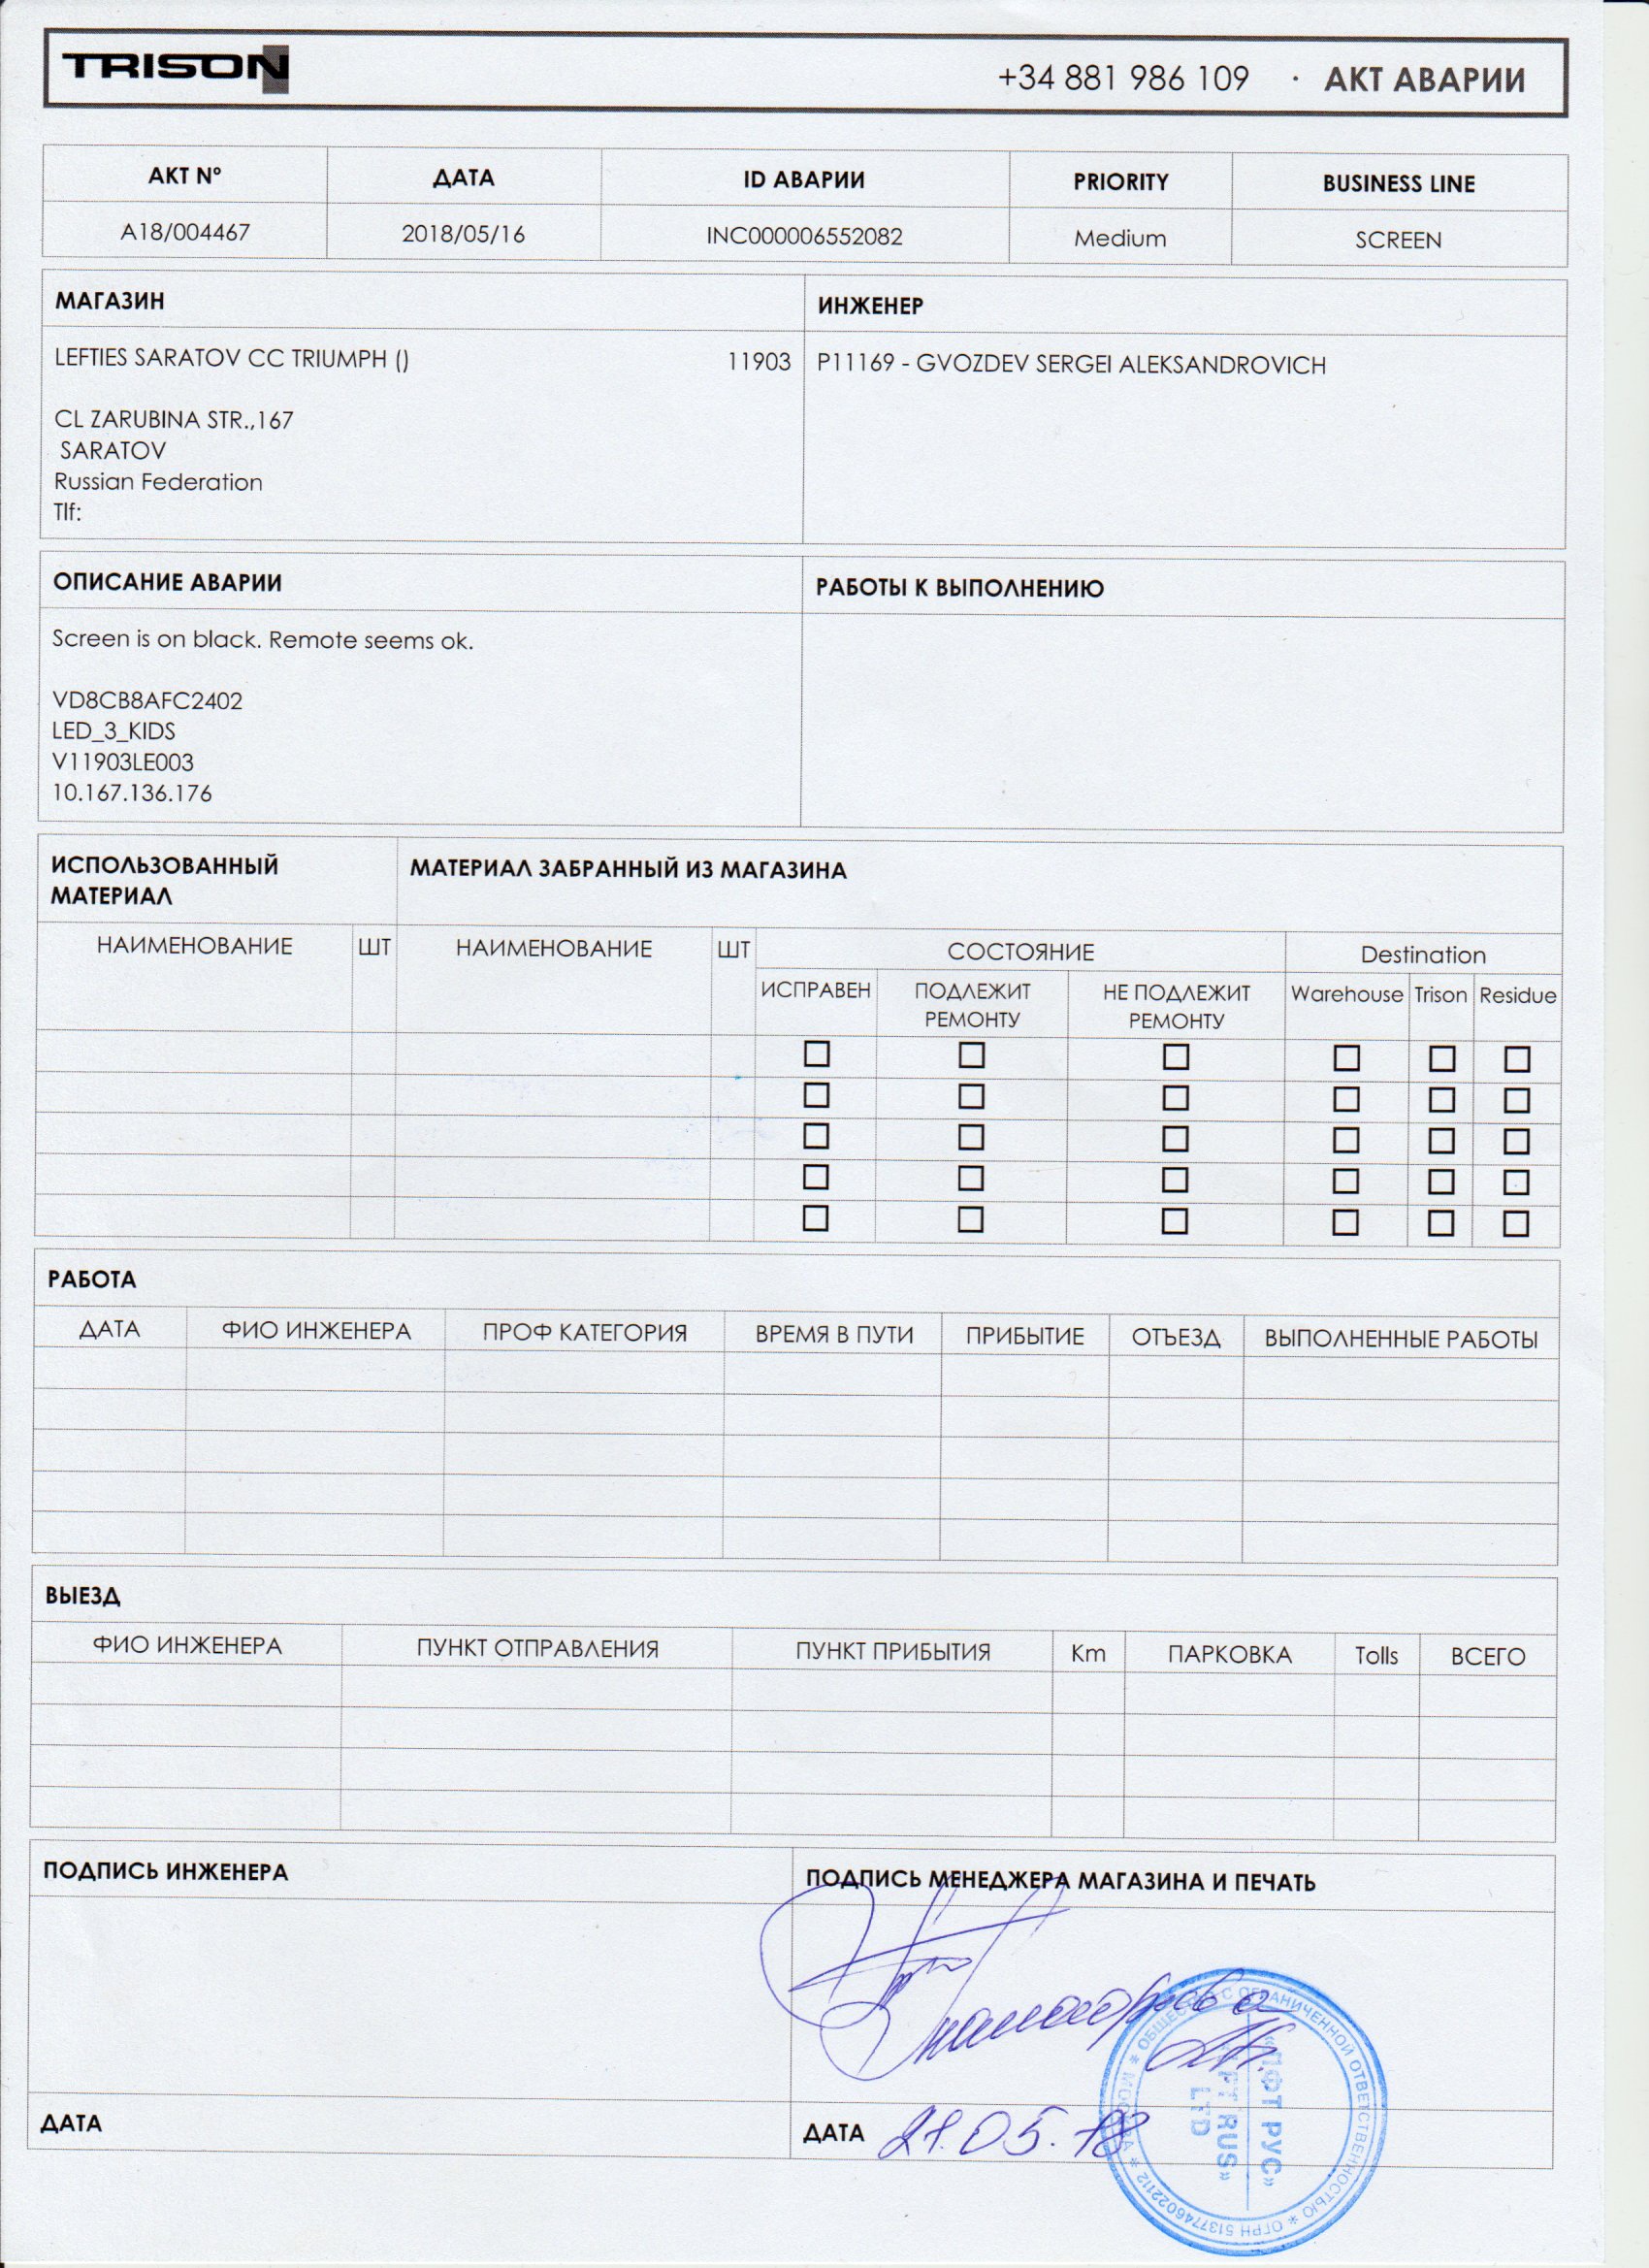 TRISON
+34 881 986 109 · АКТ АВАРИИ
АКТ Nº ДАТА ID АВАРИИ PRIORITY BUSINESS LINE
A18/004467 2018/05/16 INC000006552082 Medium SCREEN
МАГАЗИН
LEFTIES SARATOV CC TRIUMPH () 11903
CL ZARUBINA STR.,167
SARATOV
Russian Federation
Tlf:
ИНЖЕНЕР
P11169 - GVOZDEV SERGEI ALEKSANDROVICH
ОПИСАНИЕ АВАРИИ
Screen is on black. Remote seems ok.
VD8CB8AFC2402
LED_3_KIDS
V11903LE003
10.167.136.176
РАБОТЫ К ВЫПОЛНЕНИЮ
ИСПОЛЬЗОВАННЫЙ
МАТЕРИАЛ
МАТЕРИАЛ ЗАБРАННЫЙ ИЗ МАГАЗИНА
НАИМЕНОВАНИЕ ШТ НАИМЕНОВАНИЕ ШТ СОСТОЯНИЕ Destination
ИСПРАВЕН ПОДЛЕЖИТ НЕ ПОДЛЕЖИТ Warehouse Trison Residue
РЕМОНТУ РЕМОНТУ
РАБОТА
ДАТА ФИО ИНЖЕНЕРА ПРОФ КАТЕГОРИЯ ВРЕМЯ В ПУТИ ПРИБЫТИЕ ОТЪЕЗД ВЫПОЛНЕННЫЕ РАБОТЫ
ВЫЕЗД
ФИО ИНЖЕНЕРА ПУНКТ ОТПРАВЛЕНИЯ ПУНКТ ПРИБЫТИЯ Km ПАРКОВКА Tolls ВСЕГО
ПОДПИСЬ ИНЖЕНЕРА
ПОДПИСЬ МЕНЕДЖЕРА МАГАЗИНА И ПЕЧАТЬ
ДАТА
ДАТА 21.05.18
ОБЩЕСТВО С ОГРАНИЧЕННОЙ ОТВЕТСТВЕННОСТЬЮ * ОГРН 5137746022112 * МОСКВА *
РУС»
RUS»
LTD